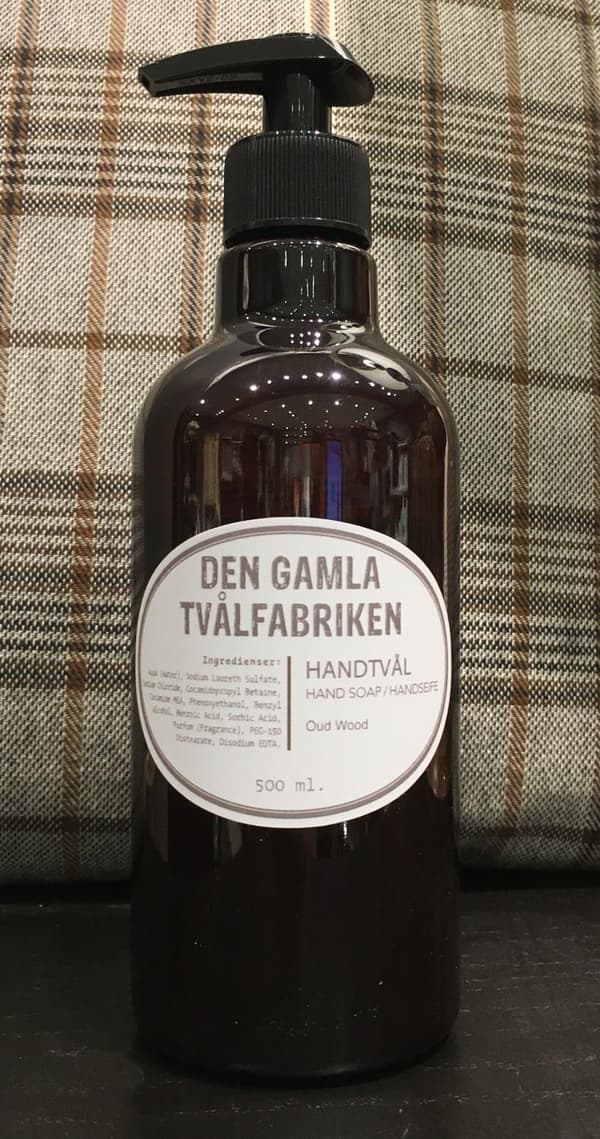 DEN GAMLA
TVÅLFABRIKEN
Ingredienser:
Aqua (Water), Sodium Laureth Sulfate,
Sodium Chloride, Cocamidopropyl Betaine,
Cocamide MEA, Phenoxyethanol, Benzyl
Alcohol, Benzoic Acid, Sorbic Acid,
Parfum (Fragrance), PEG-150
Distearate, Disodium EDTA.
HANDTVÅL
HAND SOAP/HANDSEIFE
Oud Wood
500 ml.